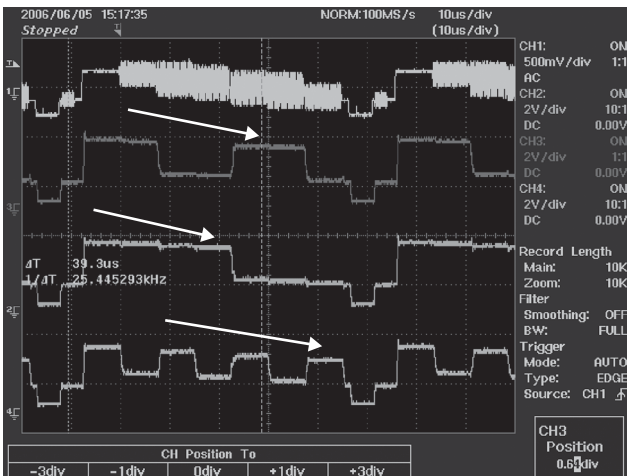 2006/06/05 15:17:35 NORM:100MS/s 10us/div
Stopped (10us/div)
CH1: ON
500mV/div 1:1
AC
CH2: ON
2V/div 10:1
DC 0.00V
CH3: ON
2V/div 1:1
DC 0.00V
CH4: ON
2V/div 10:1
DC 0.00V
Record Length
Main: 10K
Zoom: 10K
Filter
Smoothing: OFF
BW: FULL
Trigger
Mode: AUTO
Type: EDGE
Source: CH1
ΔT 39.3us
1/ΔT 25.445293kHz
CH3
Position
0.64div
CH Position To
-3div -1div 0div +1div +3div